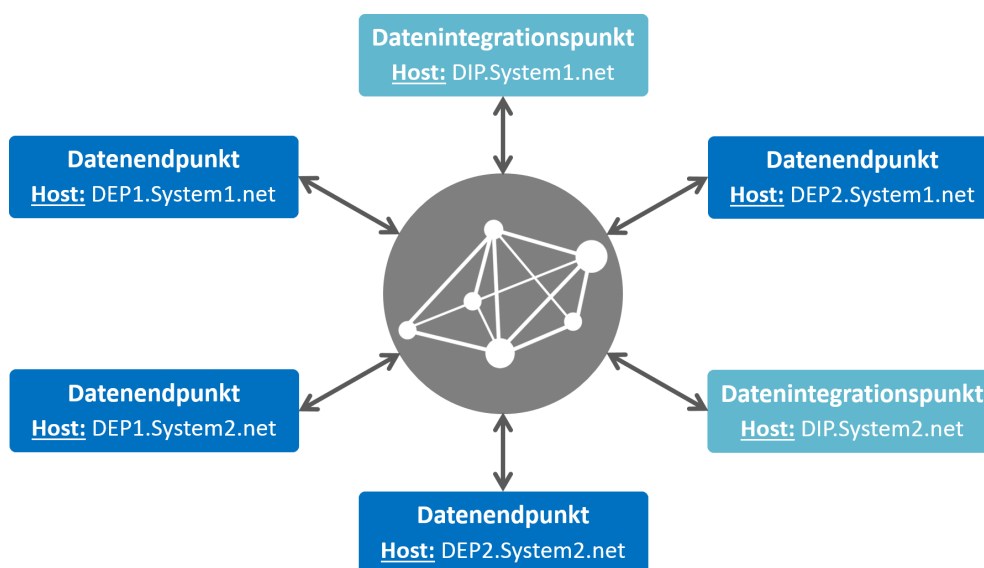 Datenintegrationspunkt
Host: DIP.System1.net
Datenendpunkt
Host: DEP1.System1.net
Datenendpunkt
Host: DEP2.System1.net
Datenendpunkt
Host: DEP1.System2.net
Datenintegrationspunkt
Host: DIP.System2.net
Datenendpunkt
Host: DEP2.System2.net